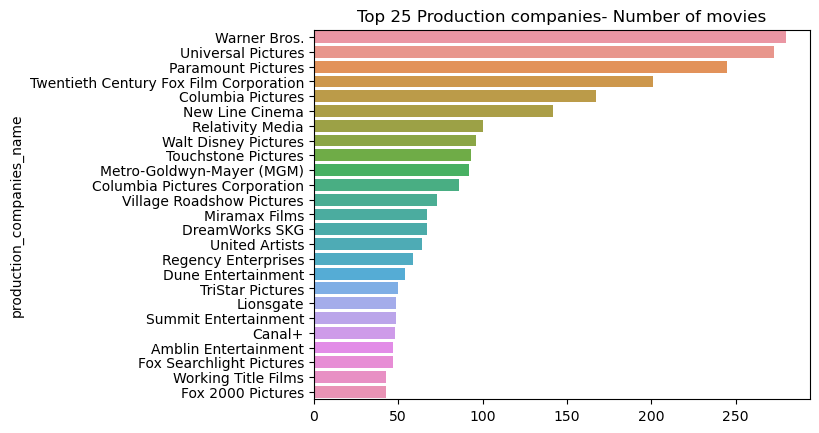 Top 25 Production companies- Number of movies
production_companies_name
Warner Bros.
Universal Pictures
Paramount Pictures
Twentieth Century Fox Film Corporation
Columbia Pictures
New Line Cinema
Relativity Media
Walt Disney Pictures
Touchstone Pictures
Metro-Goldwyn-Mayer (MGM)
Columbia Pictures Corporation
Village Roadshow Pictures
Miramax Films
DreamWorks SKG
United Artists
Regency Enterprises
Dune Entertainment
TriStar Pictures
Lionsgate
Summit Entertainment
Canal+
Amblin Entertainment
Fox Searchlight Pictures
Working Title Films
Fox 2000 Pictures
0 50 100 150 200 250